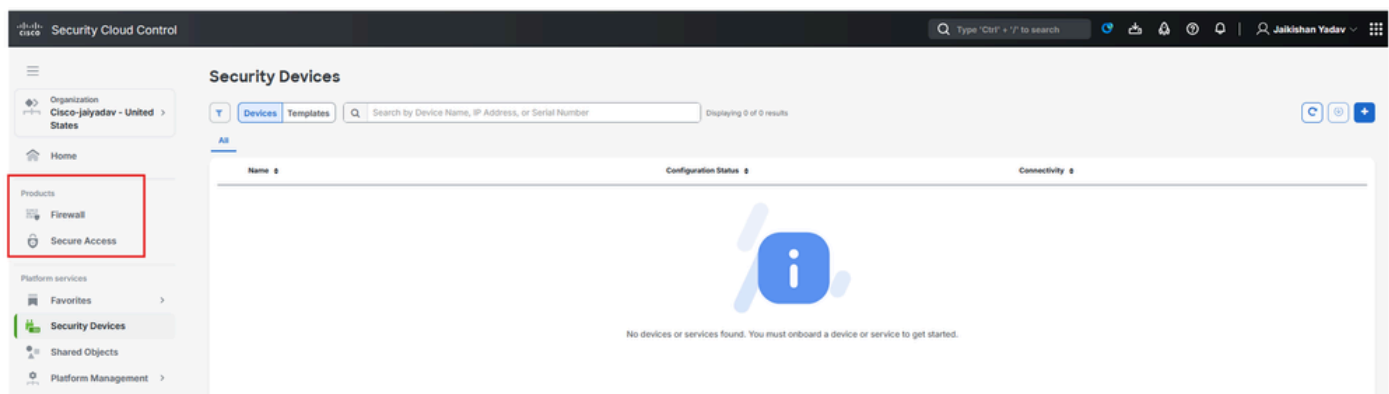 cisco Security Cloud Control
Type 'Ctrl' + '/' to search
Jaikishan Yadav
Organization
Cisco-jaiyadav - United
States
Home
Products
Firewall
Secure Access
Platform services
Favorites
Security Devices
Shared Objects
Platform Management
Security Devices
Devices Templates Search by Device Name, IP Address, or Serial Number Displaying 0 of 0 results
All
Name Configuration Status Connectivity
No devices or services found. You must onboard a device or service to get started.